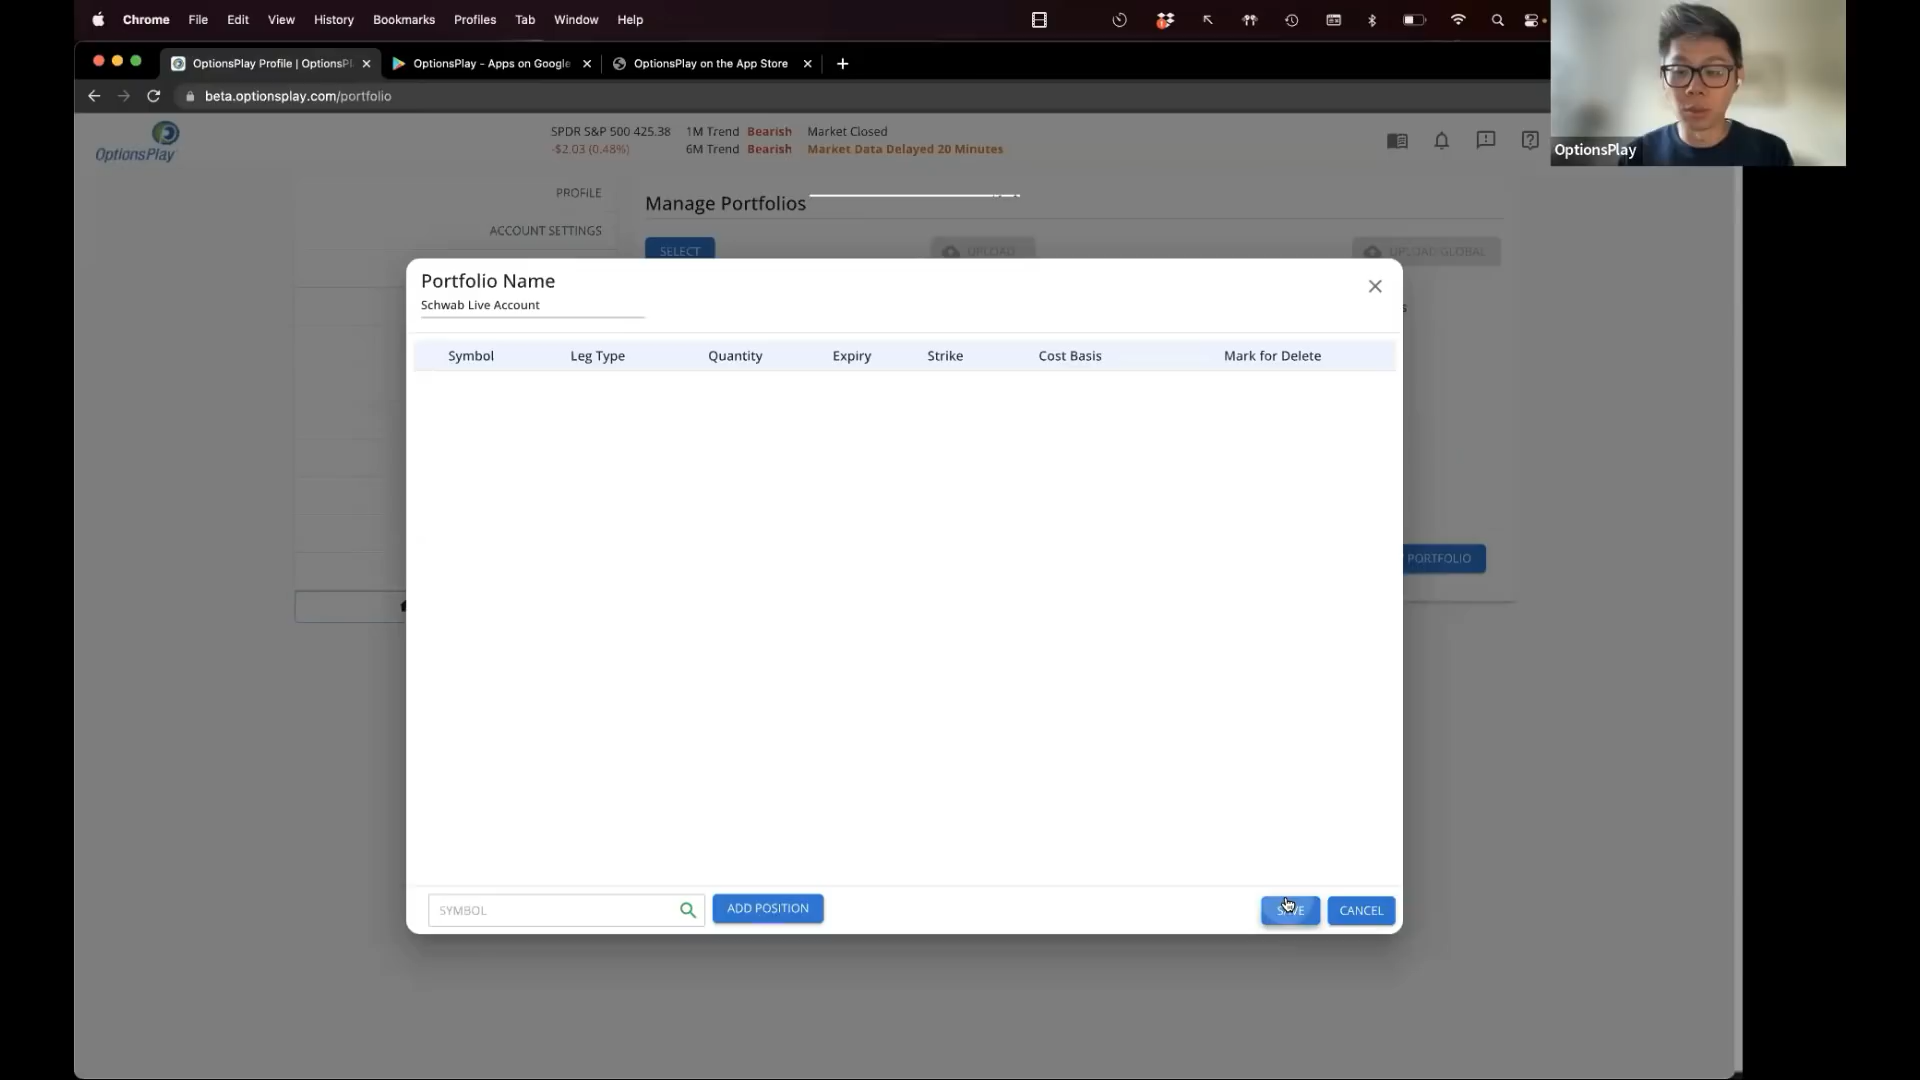 Chrome File Edit View History Bookmarks Profiles Tab Window Help
OptionsPlay Profile | OptionsPl
OptionsPlay - Apps on Google
OptionsPlay on the App Store
beta.optionsplay.com/portfolio
OptionsPlay
SPDR S&P 500 425.38 1M Trend Bearish Market Closed
-$2.03 (0.48%) 6M Trend Bearish Market Data Delayed 20 Minutes
OptionsPlay
PROFILE
ACCOUNT SETTINGS
Manage Portfolios
SELECT
UPLOAD
UPLOAD GLOBAL
Portfolio Name
Schwab Live Account
Symbol Leg Type Quantity Expiry Strike Cost Basis Mark for Delete
PORTFOLIO
SYMBOL
ADD POSITION
SAVE
CANCEL